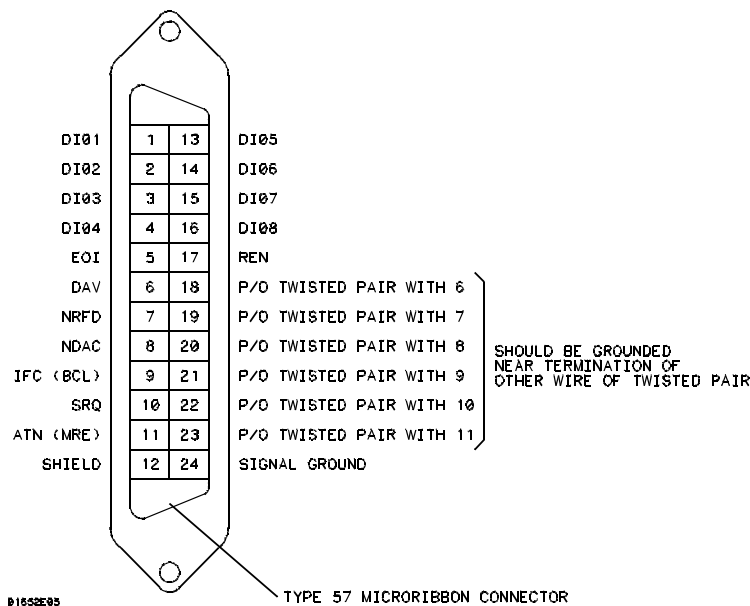 DI01 1 13 DI05
DI02 2 14 DI06
DI03 3 15 DI07
DI04 4 16 DI08
EOI 5 17 REN
DAV 6 18 P/O TWISTED PAIR WITH 6
NRFD 7 19 P/O TWISTED PAIR WITH 7
NDAC 8 20 P/O TWISTED PAIR WITH 8
IFC (BCL) 9 21 P/O TWISTED PAIR WITH 9
SRQ 10 22 P/O TWISTED PAIR WITH 10
ATN (MRE) 11 23 P/O TWISTED PAIR WITH 11
SHIELD 12 24 SIGNAL GROUND
SHOULD BE GROUNDED
NEAR TERMINATION OF
OTHER WIRE OF TWISTED PAIR
TYPE 57 MICRORIBBON CONNECTOR
01652E05